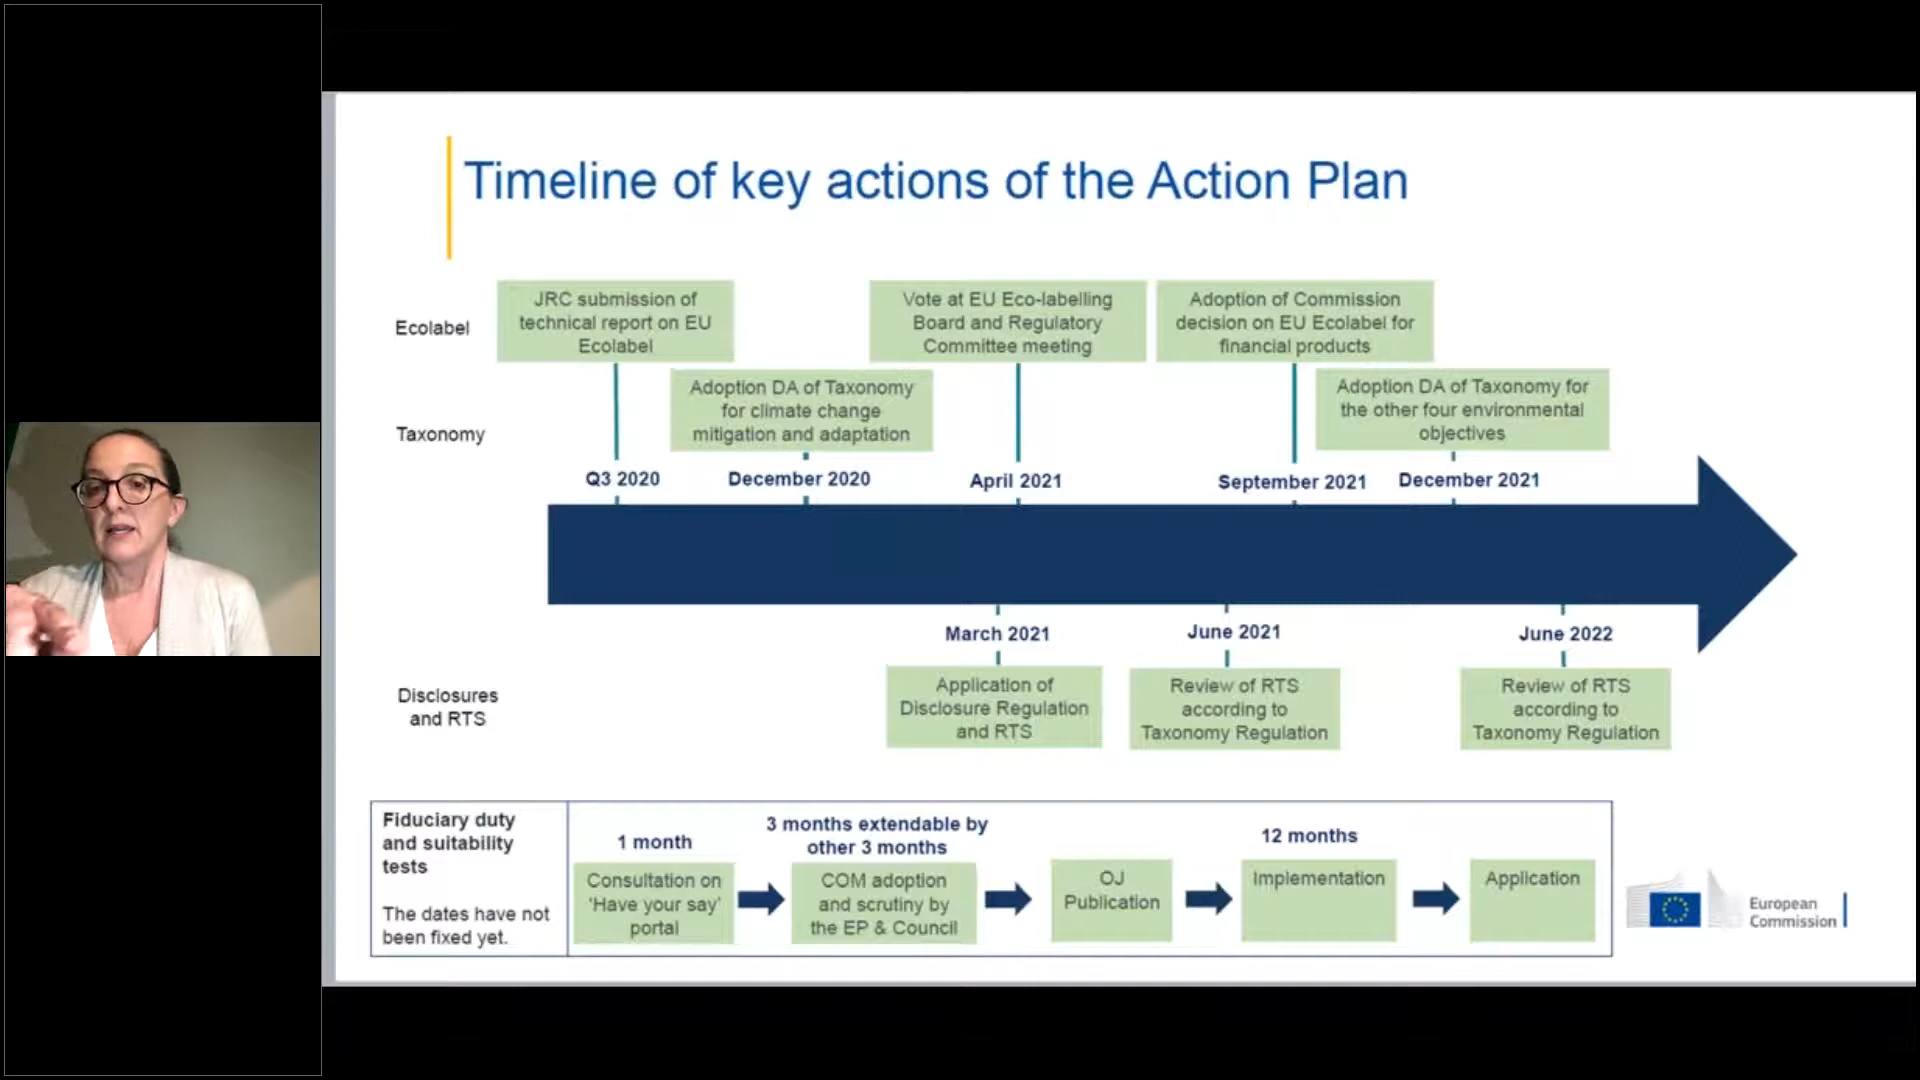 Timeline of key actions of the Action Plan
Ecolabel
JRC submission of
technical report on EU
Ecolabel
Vote at EU Eco-labelling
Board and Regulatory
Committee meeting
Adoption of Commission
decision on EU Ecolabel for
financial products
Taxonomy
Adoption DA of Taxonomy
for climate change
mitigation and adaptation
Adoption DA of Taxonomy for
the other four environmental
objectives
Q3 2020
December 2020
April 2021
September 2021
December 2021
March 2021
June 2021
June 2022
Disclosures
and RTS
Application of
Disclosure Regulation
and RTS
Review of RTS
according to
Taxonomy Regulation
Review of RTS
according to
Taxonomy Regulation
Fiduciary duty
and suitability
tests
The dates have not
been fixed yet.
1 month
Consultation on
'Have your say'
portal
3 months extendable by
other 3 months
COM adoption
and scrutiny by
the EP & Council
OJ
Publication
12 months
Implementation
Application
European
Commission